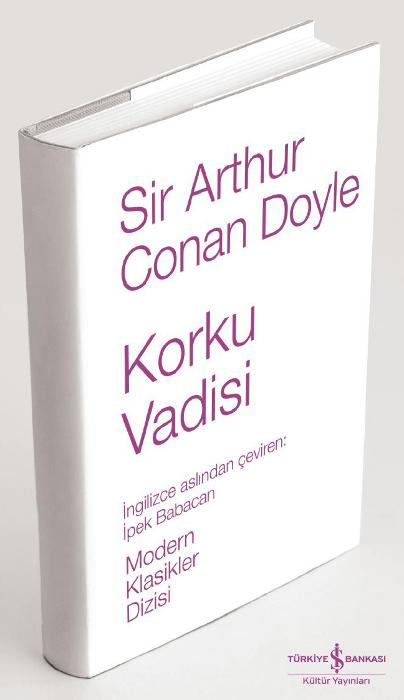 Sir Arthur
Conan Doyle
Korku
Vadisi
İngilizce aslından çeviren:
İpek Babacan
Modern
Klasikler
Dizisi
TÜRKİYE İŞ BANKASI
Kültür Yayınları